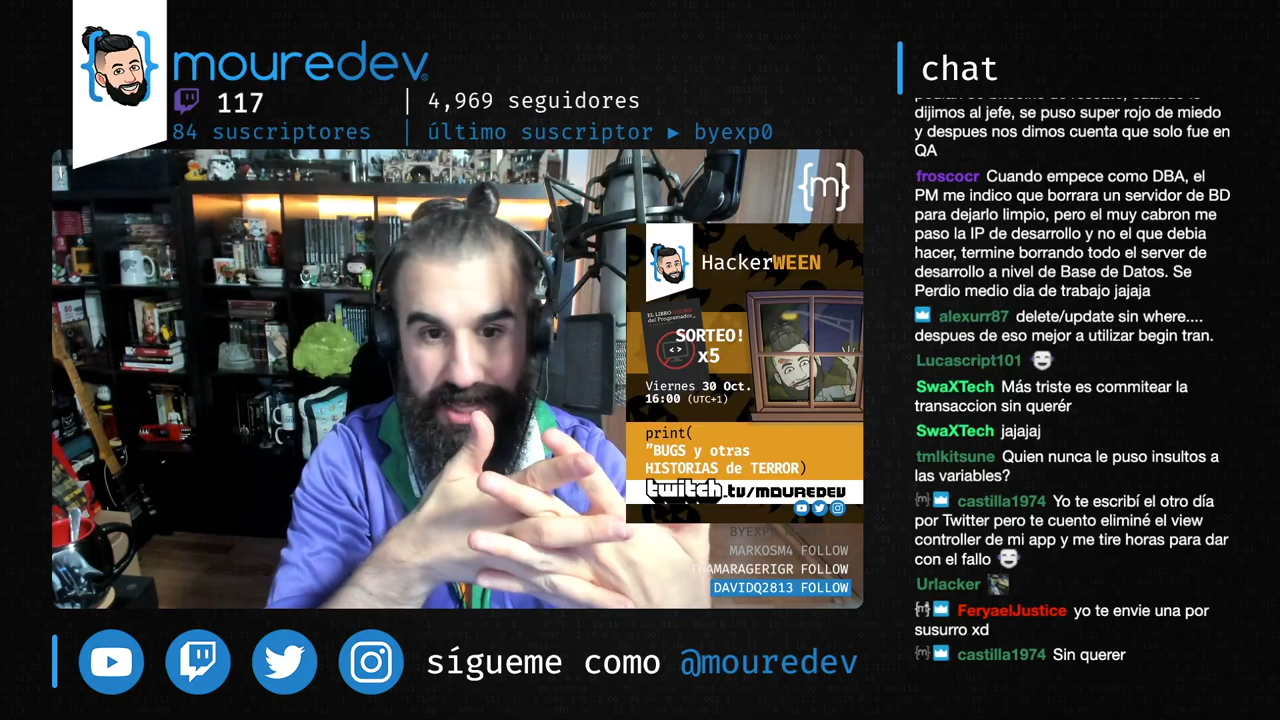 mouredev
117
4,969 seguidores
84 suscriptores
último suscriptor ▶ byexp0
{m}
HackerWEEN
EL LIBRO NEGRO
del Programador
SORTEO!
x5
Viernes 30 Oct.
16:00 (UTC+1)
print(
"BUGS y otras
HISTORIAS de TERROR)
twitch.tv/MOUREDEV
MARKOSM4 FOLLOW
AMARAGERIGR FOLLOW
DAVIDQ2813 FOLLOW
sígueme como @mouredev
chat
dijimos al jefe, se puso super rojo de miedo
y despues nos dimos cuenta que solo fue en
QA
froscocr Cuando empece como DBA, el
PM me indico que borrara un servidor de BD
para dejarlo limpio, pero el muy cabron me
paso la IP de desarrollo y no el que debia
hacer, termine borrando todo el server de
desarrollo a nivel de Base de Datos. Se
Perdio medio dia de trabajo jajaja
alexurr87 delete/update sin where....
despues de eso mejor a utilizar begin tran.
Lucascript101
SwaXTech Más triste es commitear la
transaccion sin querér
SwaXTech jajajaj
tmlkitsune Quien nunca le puso insultos a
las variables?
castilla1974 Yo te escribí el otro día
por Twitter pero te cuento eliminé el view
controller de mi app y me tire horas para dar
con el fallo
Urlacker
FeryaelJustice yo te envie una por
susurro xd
castilla1974 Sin querer